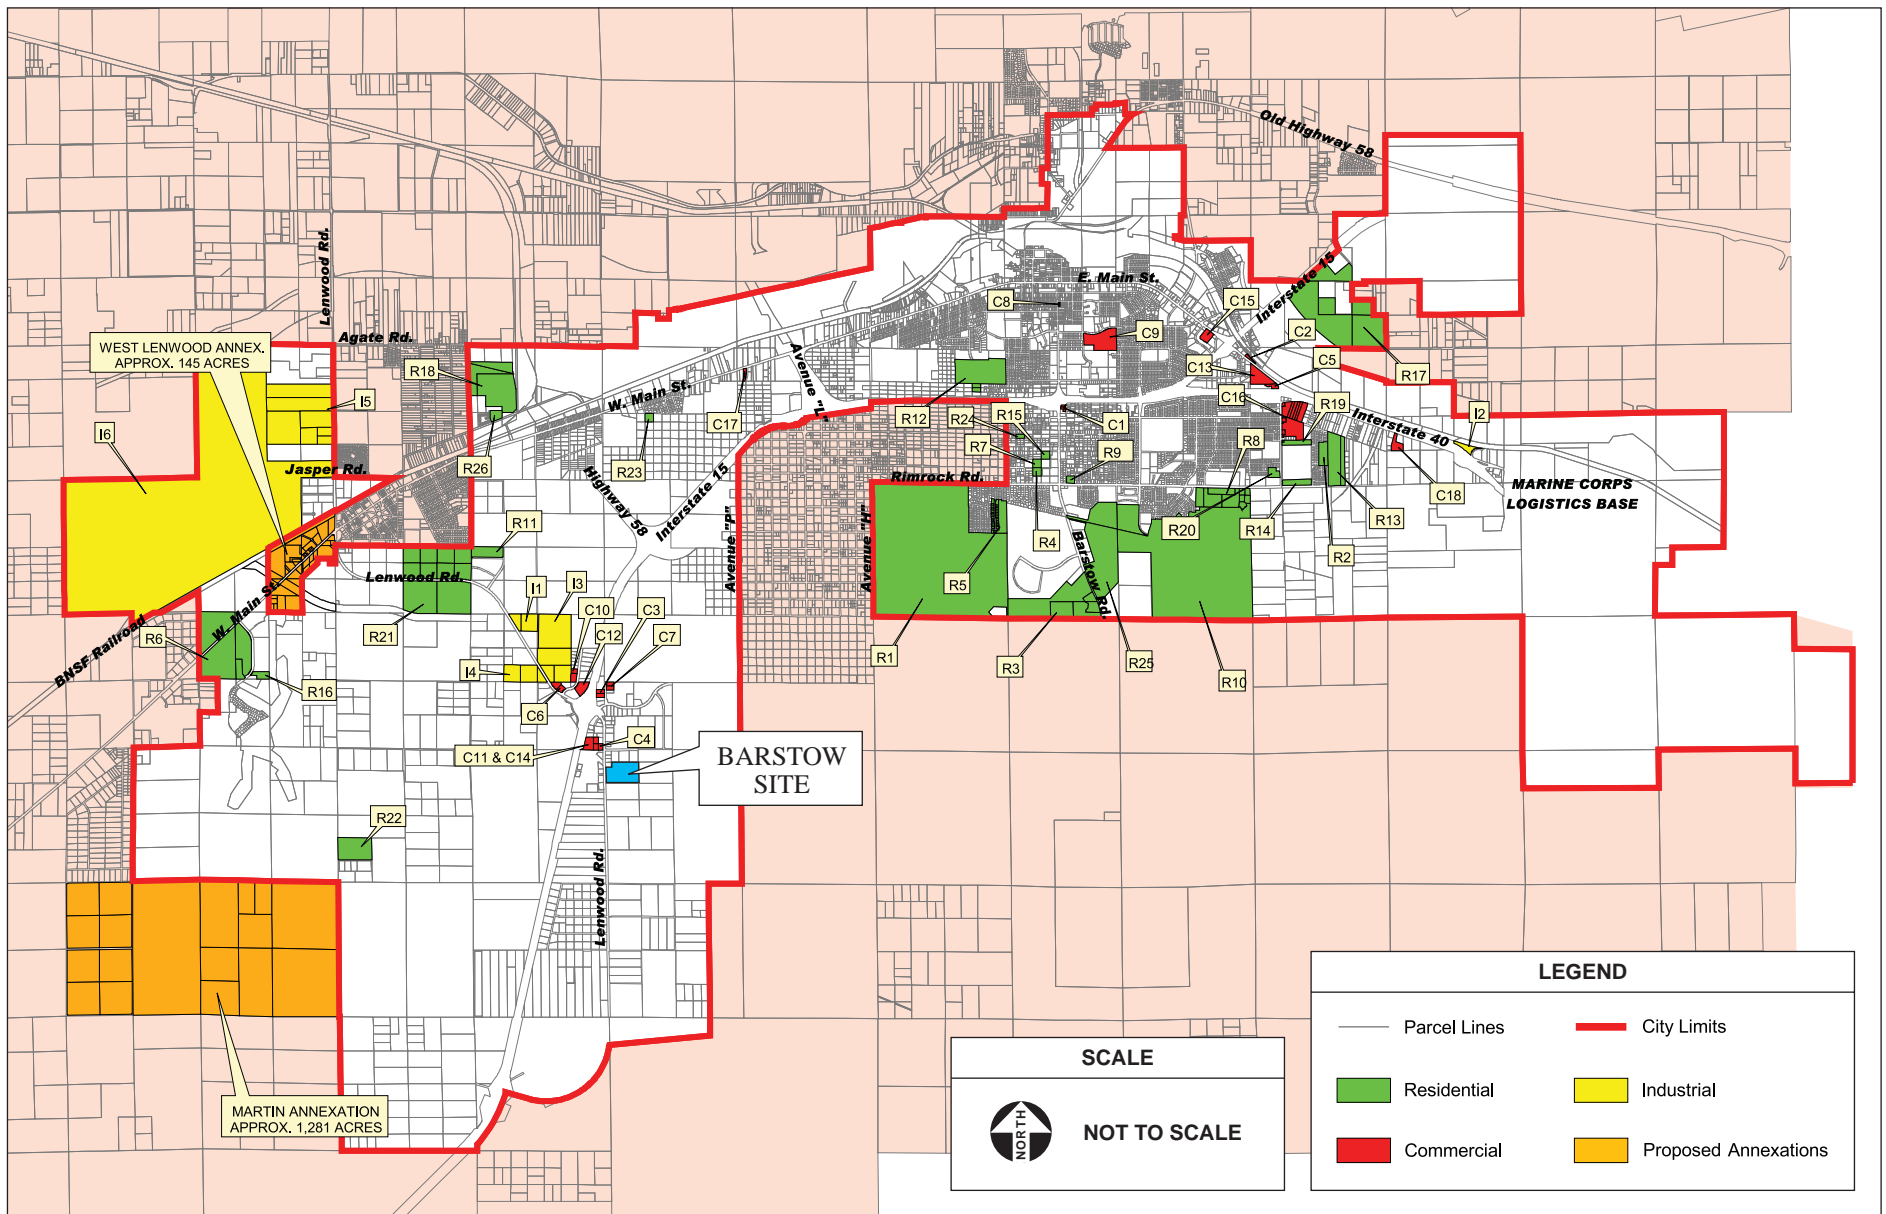 Old Highway 58
Lenwood Rd.
E. Main St.
Interstate 15
C8
C15
C9
C2
Agate Rd.
WEST LENWOOD ANNEX.
APPROX. 145 ACRES
Avenue "L"
C13
C5
R17
R18
W. Main St.
I5
C17
R12
R15
R24
C1
C16
R19
I2
Interstate 40
I6
R7
R8
R9
Jasper Rd.
R26
R23
Highway 58
Interstate 15
Rimrock Rd.
MARINE CORPS
LOGISTICS BASE
C18
R11
Avenue "P"
Avenue "H"
R4
R20
R14
R13
R2
Barstow Rd.
Lenwood Rd.
R5
W. Main St.
I1
I3
C10
C3
C12
C7
BNSF Railroad
R6
R21
R1
R3
R25
R10
I4
R16
C6
C11 & C14
C4
BARSTOW
SITE
R22
Lenwood Rd.
MARTIN ANNEXATION
APPROX. 1,281 ACRES
SCALE
NORTH
NOT TO SCALE
LEGEND
Parcel Lines
City Limits
Residential
Industrial
Commercial
Proposed Annexations